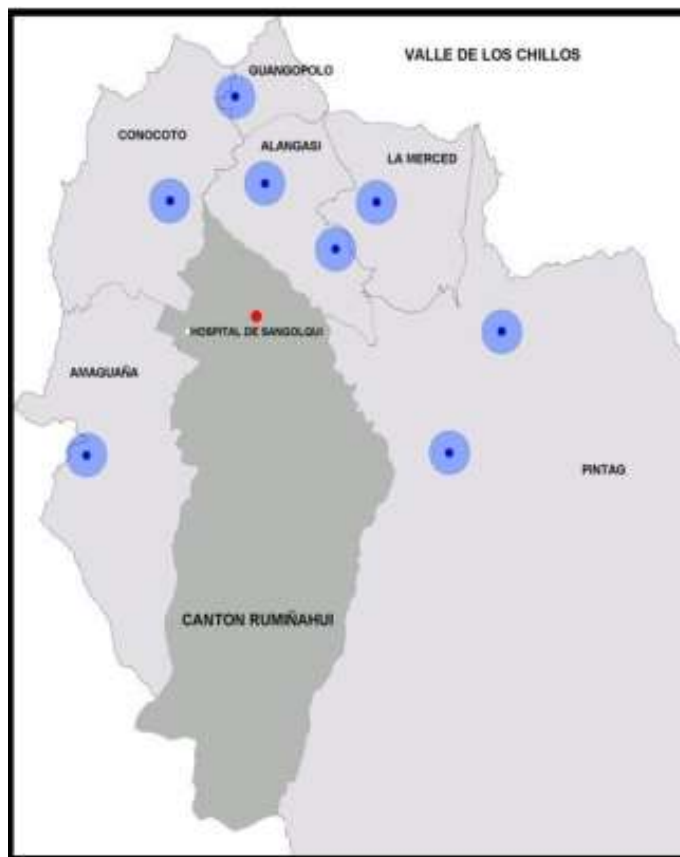 VALLE DE LOS CHILLOS
GUANGOPOLO
CONOCOTO
ALANGASI
LA MERCED
HOSPITAL DE SANGOLQUI
AMAGUAÑA
PINTAG
CANTON RUMIÑAHUI